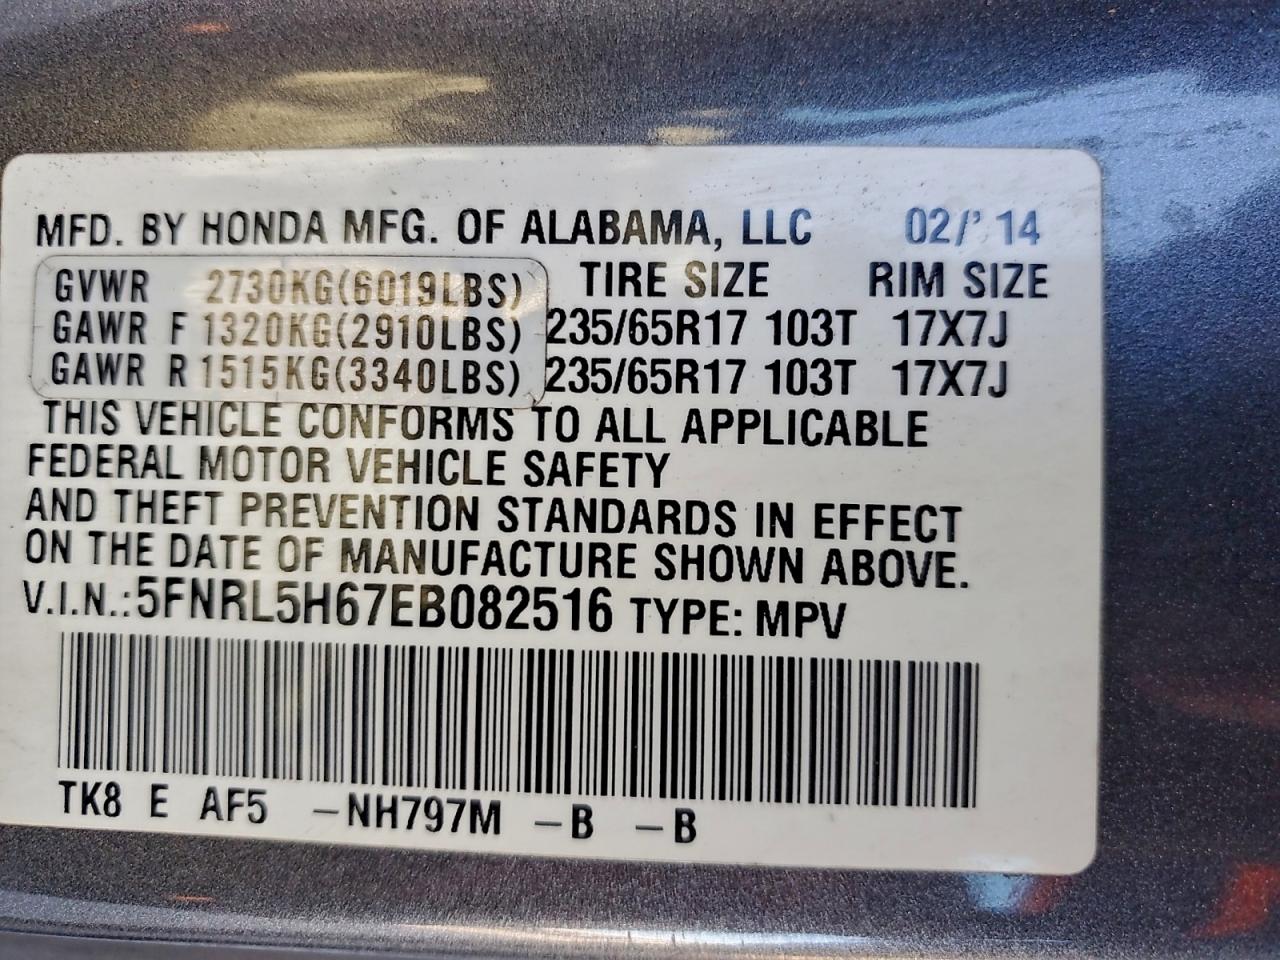 MFD. BY HONDA MFG. OF ALABAMA, LLC 02/' 14
GVWR 2730KG(6019LBS) TIRE SIZE RIM SIZE
GAWR F 1320KG(2910LBS) 235/65R17 103T 17X7J
GAWR R 1515KG(3340LBS) 235/65R17 103T 17X7J
THIS VEHICLE CONFORMS TO ALL APPLICABLE
FEDERAL MOTOR VEHICLE SAFETY
AND THEFT PREVENTION STANDARDS IN EFFECT
ON THE DATE OF MANUFACTURE SHOWN ABOVE.
V.I.N.:5FNRL5H67EB082516 TYPE: MPV
TK8 E AF5 -NH797M -B -B